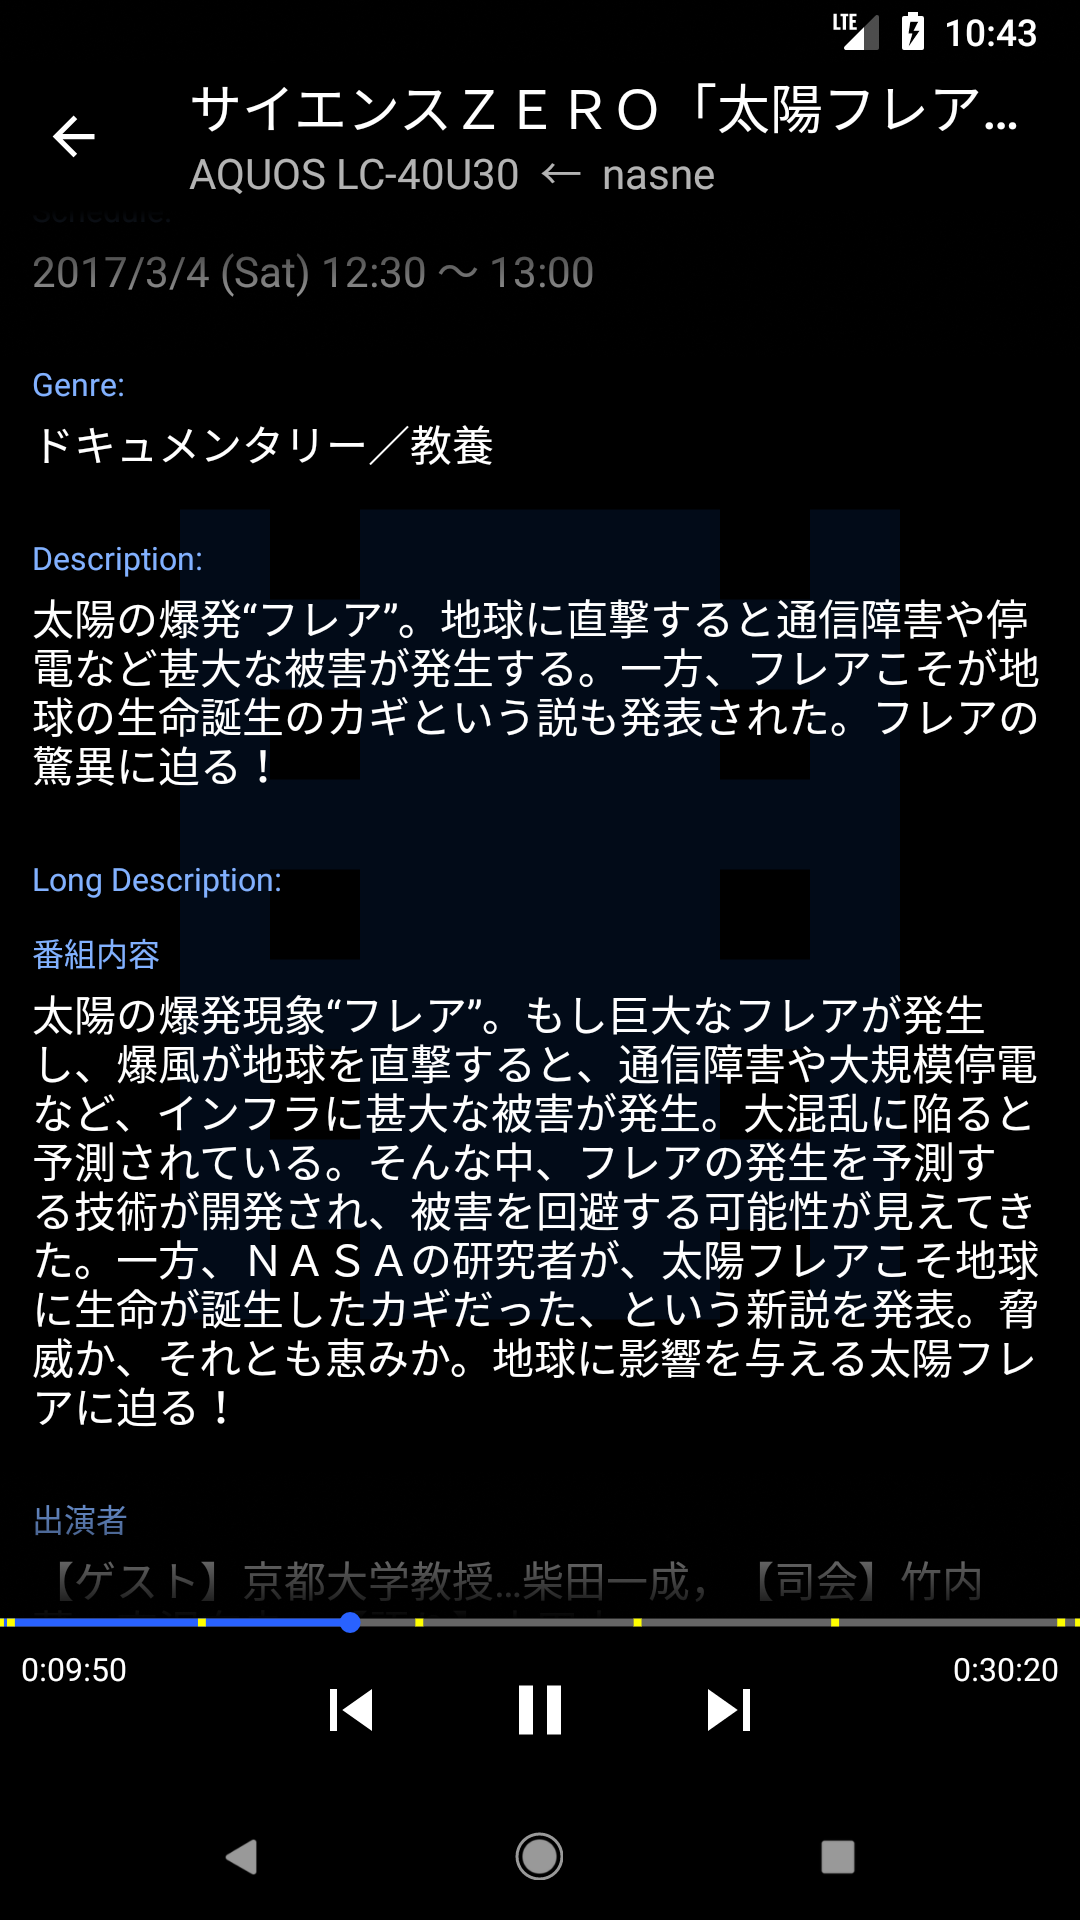 LTE 10:43
サイエンスＺＥＲＯ「太陽フレア…
AQUOS LC-40U30 ← nasne
Schedule:
2017/3/4 (Sat) 12:30 ～ 13:00
Genre:
ドキュメンタリー／教養
Description:
太陽の爆発“フレア”。地球に直撃すると通信障害や停
電など甚大な被害が発生する。一方、フレアこそが地
球の生命誕生のカギという説も発表された。フレアの
驚異に迫る！
Long Description:
番組内容
太陽の爆発現象“フレア”。もし巨大なフレアが発生
し、爆風が地球を直撃すると、通信障害や大規模停電
など、インフラに甚大な被害が発生。大混乱に陥ると
予測されている。そんな中、フレアの発生を予測す
る技術が開発され、被害を回避する可能性が見えてき
た。一方、ＮＡＳＡの研究者が、太陽フレアこそ地球
に生命が誕生したカギだった、という新説を発表。脅
威か、それとも恵みか。地球に影響を与える太陽フレ
アに迫る！
出演者
【ゲスト】京都大学教授…柴田一成，【司会】竹内
0:09:50
0:30:20